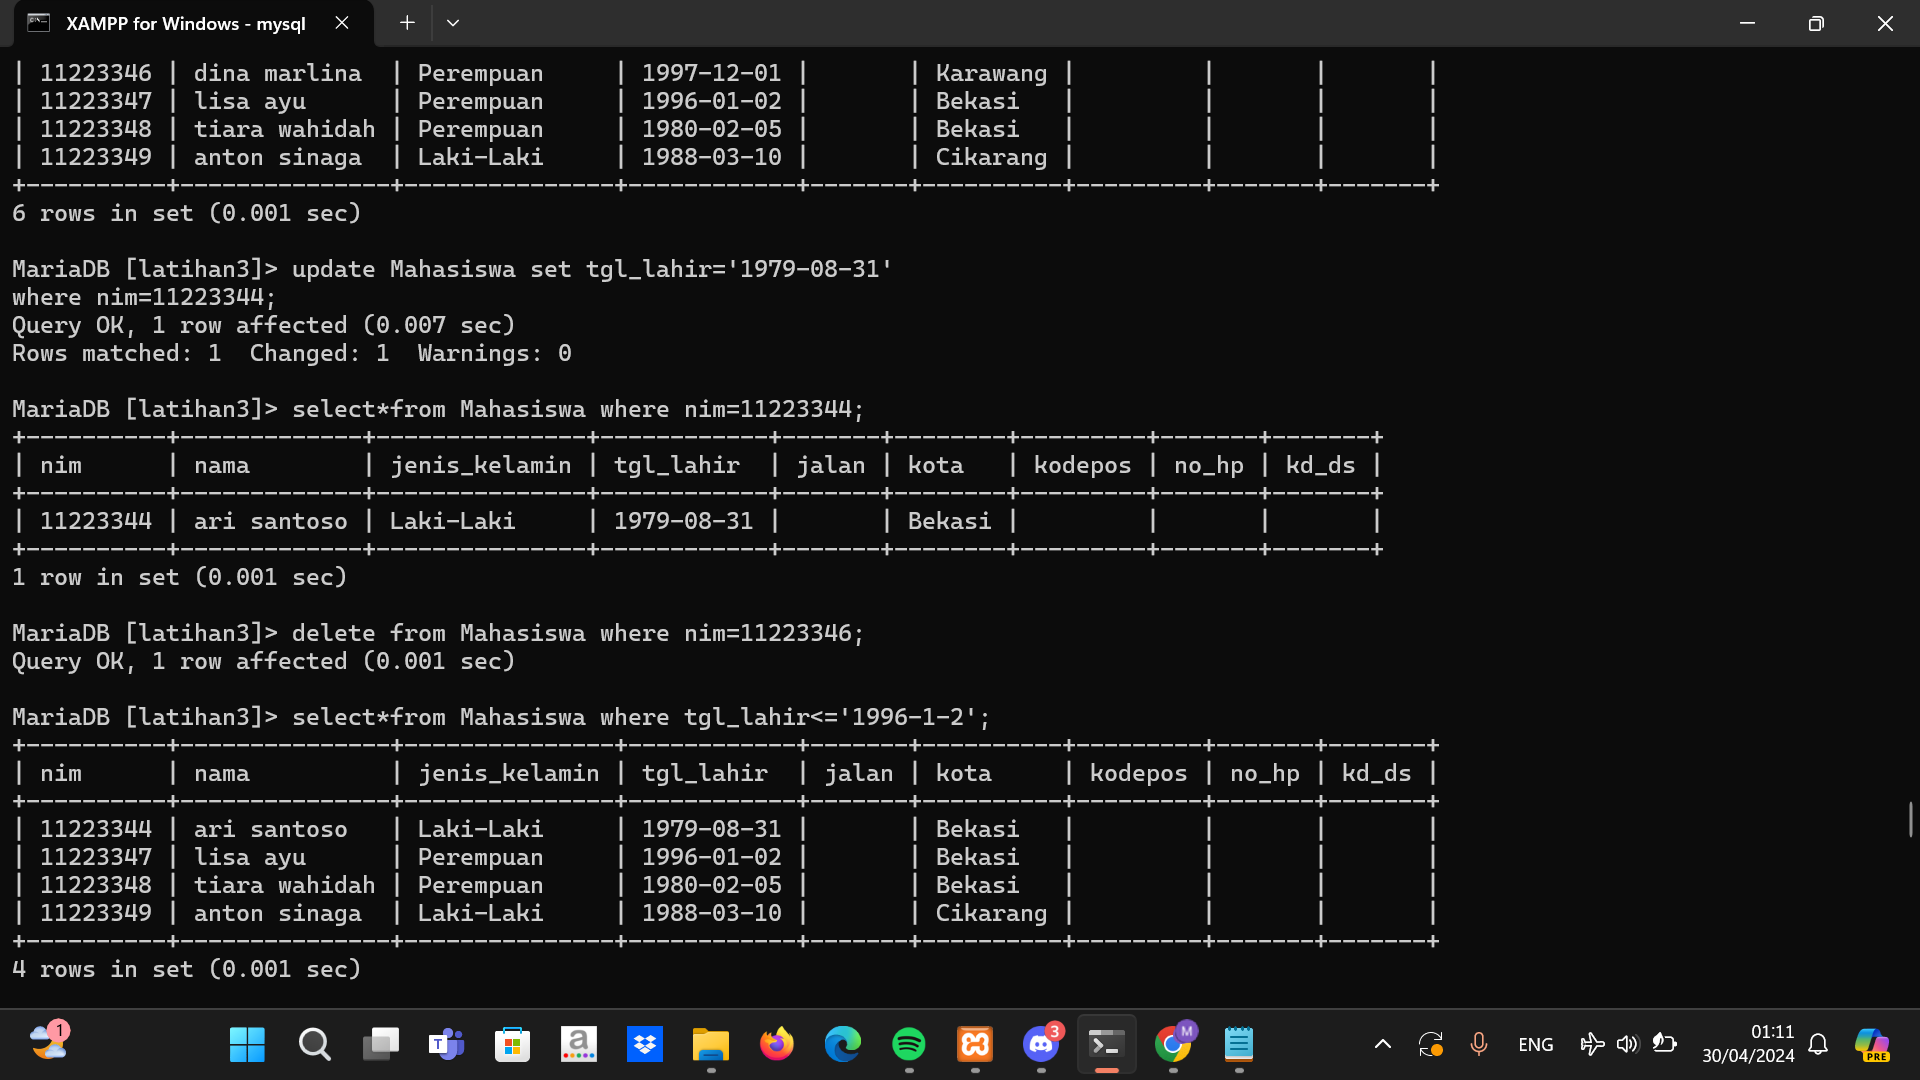 XAMPP for Windows - mysql
| 11223346 | dina marlina  | Perempuan     | 1997-12-01 |       | Karawang |         |       |       |
| 11223347 | lisa ayu      | Perempuan     | 1996-01-02 |       | Bekasi   |         |       |       |
| 11223348 | tiara wahidah | Perempuan     | 1980-02-05 |       | Bekasi   |         |       |       |
| 11223349 | anton sinaga  | Laki-Laki     | 1988-03-10 |       | Cikarang |         |       |       |
+----------+---------------+---------------+------------+-------+----------+---------+-------+-------+
6 rows in set (0.001 sec)
MariaDB [latihan3]> update Mahasiswa set tgl_lahir='1979-08-31'
where nim=11223344;
Query OK, 1 row affected (0.007 sec)
Rows matched: 1  Changed: 1  Warnings: 0
MariaDB [latihan3]> select*from Mahasiswa where nim=11223344;
+----------+-------------+---------------+------------+-------+--------+---------+-------+-------+
| nim      | nama        | jenis_kelamin | tgl_lahir  | jalan | kota   | kodepos | no_hp | kd_ds |
+----------+-------------+---------------+------------+-------+--------+---------+-------+-------+
| 11223344 | ari santoso | Laki-Laki     | 1979-08-31 |       | Bekasi |         |       |       |
+----------+-------------+---------------+------------+-------+--------+---------+-------+-------+
1 row in set (0.001 sec)
MariaDB [latihan3]> delete from Mahasiswa where nim=11223346;
Query OK, 1 row affected (0.001 sec)
MariaDB [latihan3]> select*from Mahasiswa where tgl_lahir<='1996-1-2';
+----------+---------------+---------------+------------+-------+----------+---------+-------+-------+
| nim      | nama          | jenis_kelamin | tgl_lahir  | jalan | kota     | kodepos | no_hp | kd_ds |
+----------+---------------+---------------+------------+-------+----------+---------+-------+-------+
| 11223344 | ari santoso   | Laki-Laki     | 1979-08-31 |       | Bekasi   |         |       |       |
| 11223347 | lisa ayu      | Perempuan     | 1996-01-02 |       | Bekasi   |         |       |       |
| 11223348 | tiara wahidah | Perempuan     | 1980-02-05 |       | Bekasi   |         |       |       |
| 11223349 | anton sinaga  | Laki-Laki     | 1988-03-10 |       | Cikarang |         |       |       |
+----------+---------------+---------------+------------+-------+----------+---------+-------+-------+
4 rows in set (0.001 sec)
1
T
a
3
M
ENG
01:11
30/04/2024
PRE